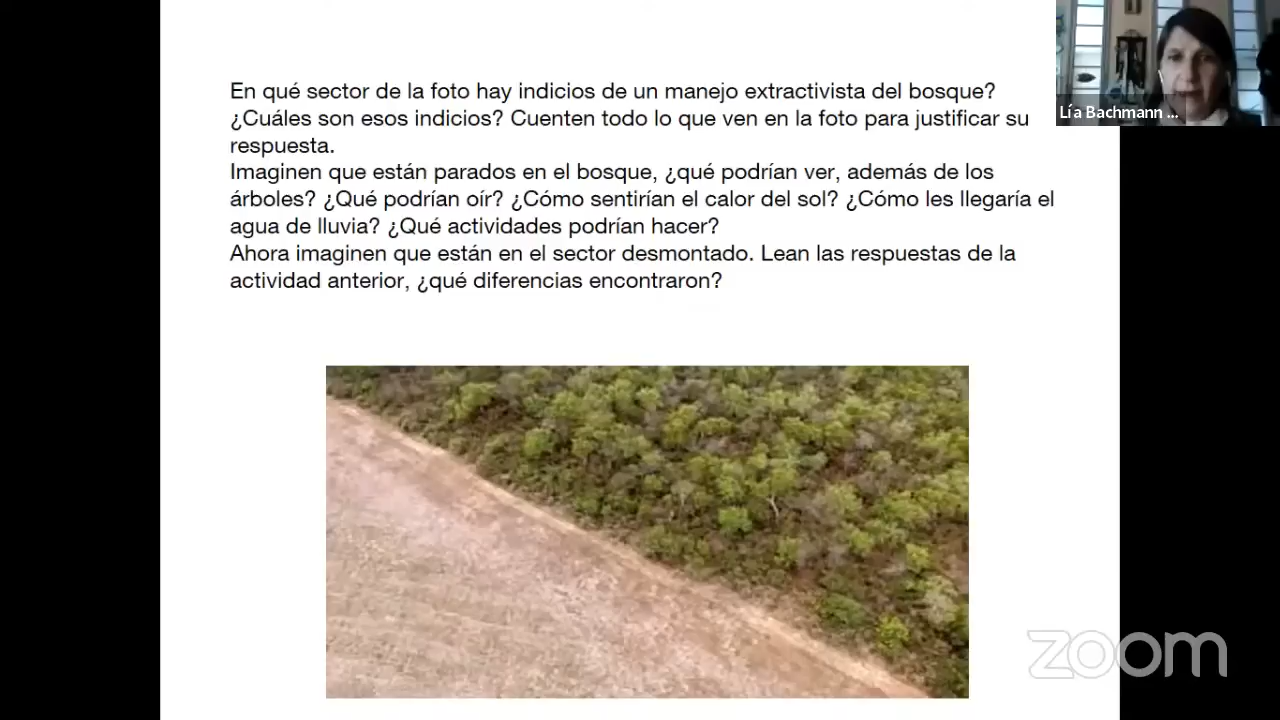 En qué sector de la foto hay indicios de un manejo extractivista del bosque?
¿Cuáles son esos indicios? Cuenten todo lo que ven en la foto para justificar su
respuesta.
Imaginen que están parados en el bosque, ¿qué podrían ver, además de los
árboles? ¿Qué podrían oír? ¿Cómo sentirían el calor del sol? ¿Cómo les llegaría el
agua de lluvia? ¿Qué actividades podrían hacer?
Ahora imaginen que están en el sector desmontado. Lean las respuestas de la
actividad anterior, ¿qué diferencias encontraron?
Lía Bachmann ...
zoom